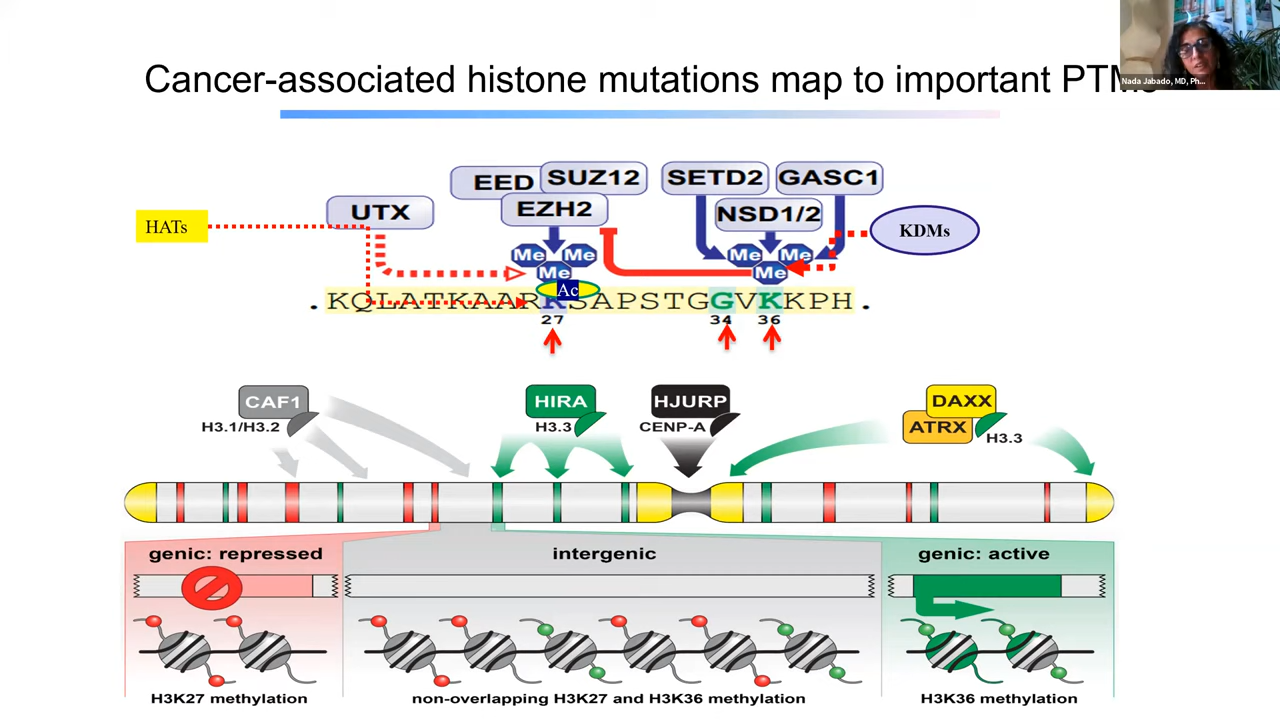 Cancer-associated histone mutations map to important PTMs
Nada Jabado, MD, Ph...
HATs
UTX
EED
SUZ12
EZH2
SETD2
GASC1
NSD1/2
KDMs
Me
Me
Me
Me
Me
Me
Ac
.KQLATKAARKSAPSTGGVKKPH.
27
34
36
CAF1
H3.1/H3.2
HIRA
H3.3
HJURP
CENP-A
DAXX
ATRX
H3.3
genic: repressed
intergenic
genic: active
H3K27 methylation
non-overlapping H3K27 and H3K36 methylation
H3K36 methylation